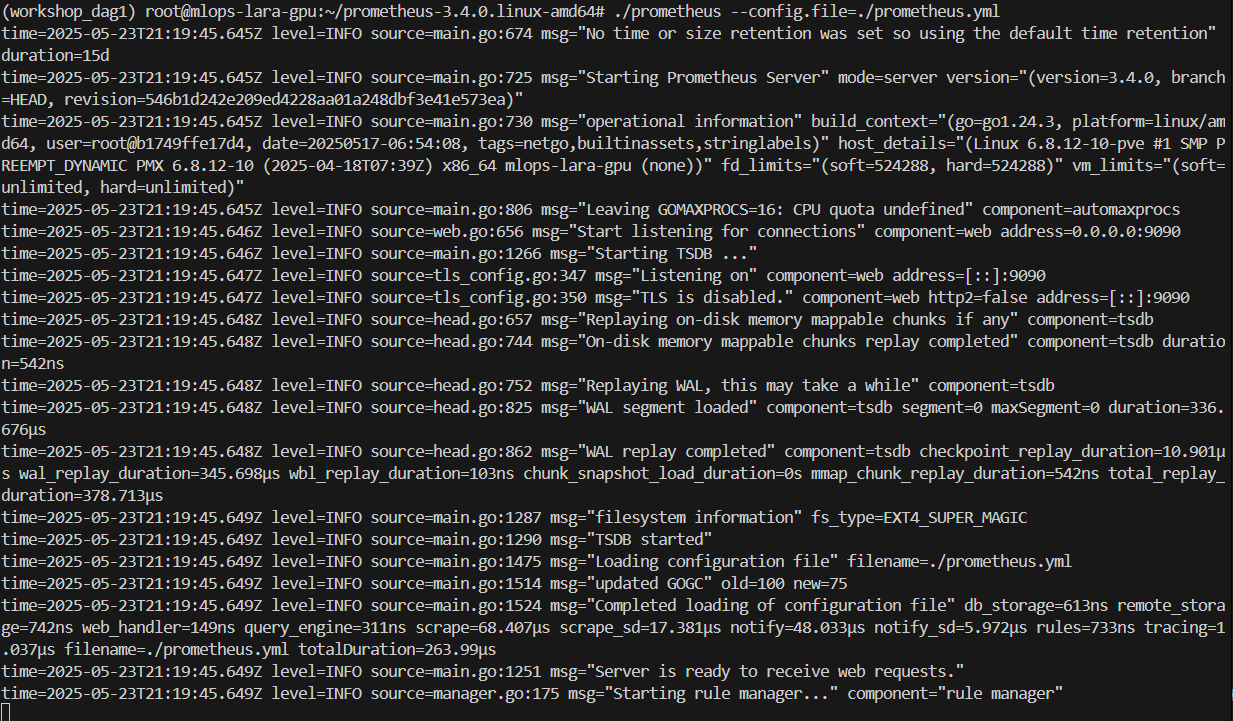 (workshop_dag1) root@mlops-lara-gpu:~/prometheus-3.4.0.linux-amd64# ./prometheus --config.file=./prometheus.yml
time=2025-05-23T21:19:45.645Z level=INFO source=main.go:674 msg="No time or size retention was set so using the default time retention"
duration=15d
time=2025-05-23T21:19:45.645Z level=INFO source=main.go:725 msg="Starting Prometheus Server" mode=server version="(version=3.4.0, branch
=HEAD, revision=546b1d242e209ed4228aa01a248dbf3e41e573ea)"
time=2025-05-23T21:19:45.645Z level=INFO source=main.go:730 msg="operational information" build_context="(go=go1.24.3, platform=linux/am
d64, user=root@b1749ffe17d4, date=20250517-06:54:08, tags=netgo,builtinassets,stringlabels)" host_details="(Linux 6.8.12-10-pve #1 SMP P
REEMPT_DYNAMIC PMX 6.8.12-10 (2025-04-18T07:39Z) x86_64 mlops-lara-gpu (none))" fd_limits="(soft=524288, hard=524288)" vm_limits="(soft=
unlimited, hard=unlimited)"
time=2025-05-23T21:19:45.645Z level=INFO source=main.go:806 msg="Leaving GOMAXPROCS=16: CPU quota undefined" component=automaxprocs
time=2025-05-23T21:19:45.646Z level=INFO source=web.go:656 msg="Start listening for connections" component=web address=0.0.0.0:9090
time=2025-05-23T21:19:45.646Z level=INFO source=main.go:1266 msg="Starting TSDB ..."
time=2025-05-23T21:19:45.647Z level=INFO source=tls_config.go:347 msg="Listening on" component=web address=[::]:9090
time=2025-05-23T21:19:45.647Z level=INFO source=tls_config.go:350 msg="TLS is disabled." component=web http2=false address=[::]:9090
time=2025-05-23T21:19:45.648Z level=INFO source=head.go:657 msg="Replaying on-disk memory mappable chunks if any" component=tsdb
time=2025-05-23T21:19:45.648Z level=INFO source=head.go:744 msg="On-disk memory mappable chunks replay completed" component=tsdb duratio
n=542ns
time=2025-05-23T21:19:45.648Z level=INFO source=head.go:752 msg="Replaying WAL, this may take a while" component=tsdb
time=2025-05-23T21:19:45.648Z level=INFO source=head.go:825 msg="WAL segment loaded" component=tsdb segment=0 maxSegment=0 duration=336.
676µs
time=2025-05-23T21:19:45.648Z level=INFO source=head.go:862 msg="WAL replay completed" component=tsdb checkpoint_replay_duration=10.901µ
s wal_replay_duration=345.698µs wbl_replay_duration=103ns chunk_snapshot_load_duration=0s mmap_chunk_replay_duration=542ns total_replay_
duration=378.713µs
time=2025-05-23T21:19:45.649Z level=INFO source=main.go:1287 msg="filesystem information" fs_type=EXT4_SUPER_MAGIC
time=2025-05-23T21:19:45.649Z level=INFO source=main.go:1290 msg="TSDB started"
time=2025-05-23T21:19:45.649Z level=INFO source=main.go:1475 msg="Loading configuration file" filename=./prometheus.yml
time=2025-05-23T21:19:45.649Z level=INFO source=main.go:1514 msg="updated GOGC" old=100 new=75
time=2025-05-23T21:19:45.649Z level=INFO source=main.go:1524 msg="Completed loading of configuration file" db_storage=613ns remote_stora
ge=742ns web_handler=149ns query_engine=311ns scrape=68.407µs scrape_sd=17.381µs notify=48.033µs notify_sd=5.972µs rules=733ns tracing=1
.037µs filename=./prometheus.yml totalDuration=263.99µs
time=2025-05-23T21:19:45.649Z level=INFO source=main.go:1251 msg="Server is ready to receive web requests."
time=2025-05-23T21:19:45.649Z level=INFO source=manager.go:175 msg="Starting rule manager..." component="rule manager"